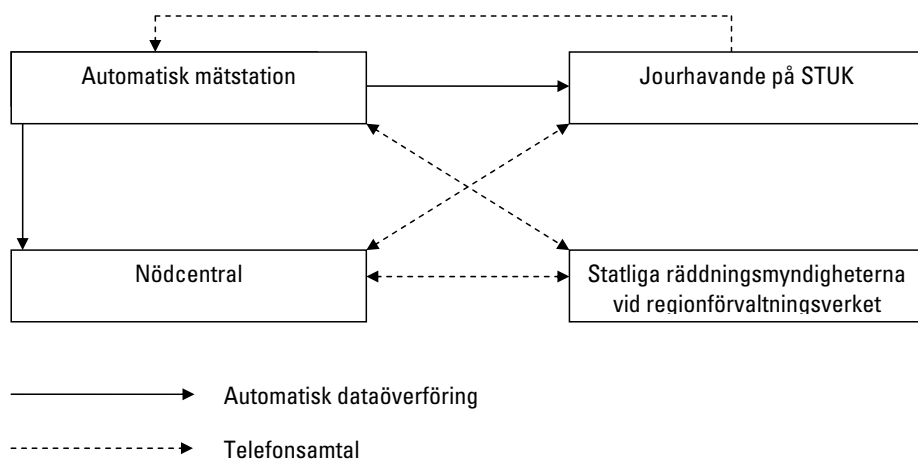 Automatisk mätstation
Jourhavande på STUK
Nödcentral
Statliga räddningsmyndigheterna
vid regionförvaltningsverket
Automatisk dataöverföring
Telefonsamtal